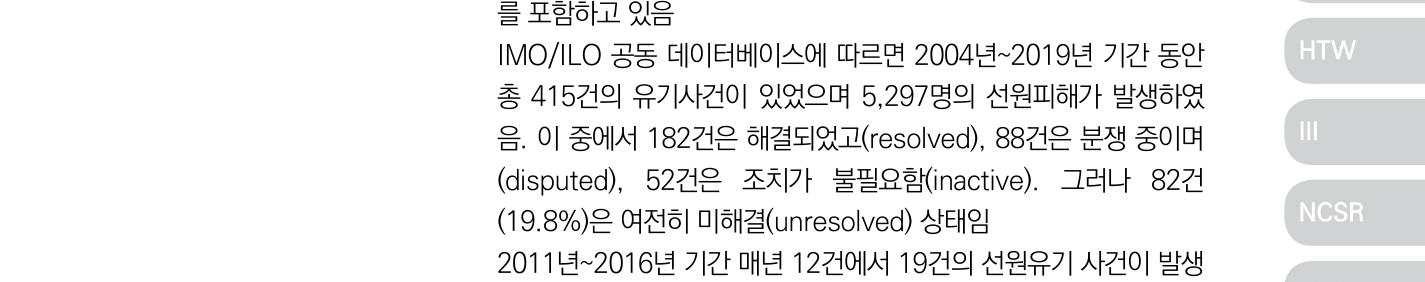 를 포함하고 있음
IMO/ILO 공동 데이터베이스에 따르면 2004년~2019년 기간 동안
총 415건의 유기사건이 있었으며 5,297명의 선원피해가 발생하였
음. 이 중에서 182건은 해결되었고(resolved), 88건은 분쟁 중이며
(disputed), 52건은 조치가 불필요함(inactive). 그러나 82건
(19.8%)은 여전히 미해결(unresolved) 상태임
2011년~2016년 기간 매년 12건에서 19건의 선원유기 사건이 발생
HTW
III
NCSR